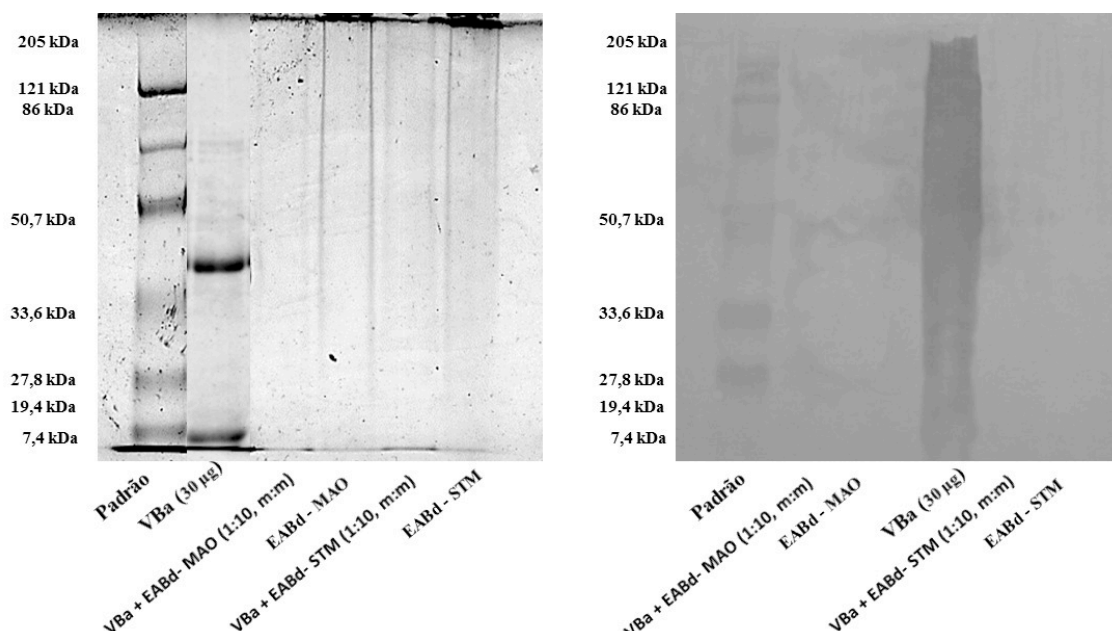 205 kDa
121 kDa
86 kDa
50,7 kDa
33,6 kDa
27,8 kDa
19,4 kDa
7,4 kDa
Padrão
VBa (30 µg)
VBa + EABd- MAO (1:10, m:m)
EABd - MAO
VBa + EABd- STM (1:10, m:m)
EABd - STM
205 kDa
121 kDa
86 kDa
50,7 kDa
33,6 kDa
27,8 kDa
19,4 kDa
7,4 kDa
Padrão
VBa + EABd- MAO (1:10, m:m)
EABd - MAO
VBa (30 µg)
VBa + EABd- STM (1:10, m:m)
EABd - STM